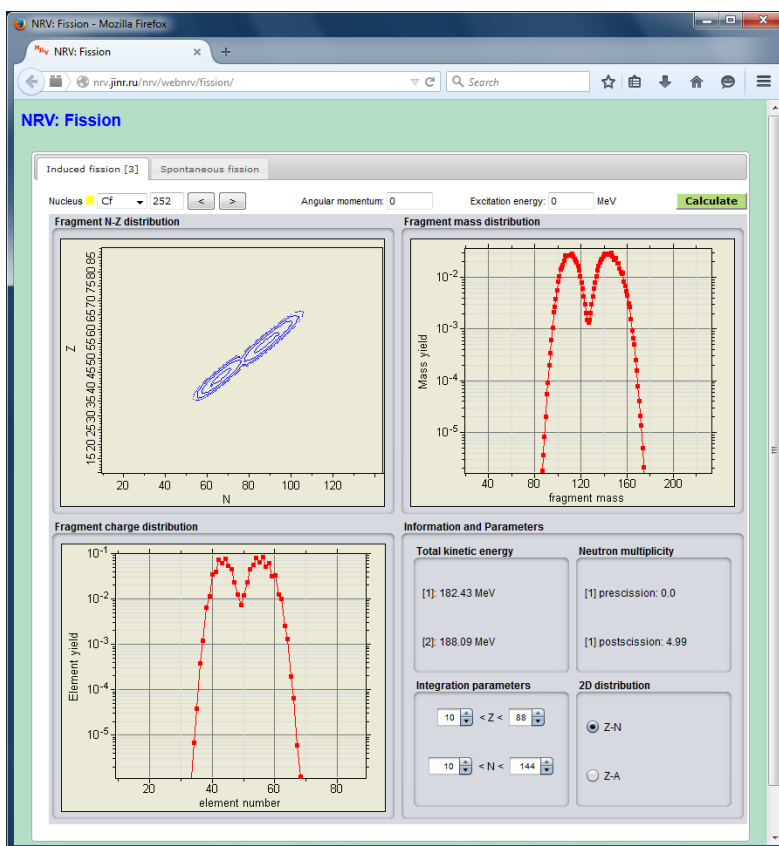 NRV: Fission - Mozilla Firefox
NRV NRV: Fission × +
nrv.jinr.ru/nrv/webnrv/fission/ Search
NRV: Fission
Induced fission [3] Spontaneous fission
Nucleus Cf 252 < > Angular momentum: 0 Excitation energy: 0 MeV Calculate
Fragment N-Z distribution
Z
15 20 25 30 35 40 45 50 55 60 65 70 75 80 85
20 40 60 80 100 120
N
Fragment mass distribution
Mass yield
10-2
10-3
10-4
10-5
40 80 120 160 200
fragment mass
Fragment charge distribution
Element yield
10-1
10-2
10-3
10-4
10-5
20 40 60 80
element number
Information and Parameters
Total kinetic energy
[1]: 182.43 MeV
[2]: 188.09 MeV
Neutron multiplicity
[1] prescission: 0.0
[1] postscission: 4.99
Integration parameters
10 < Z < 88
10 < N < 144
2D distribution
Z-N
Z-A